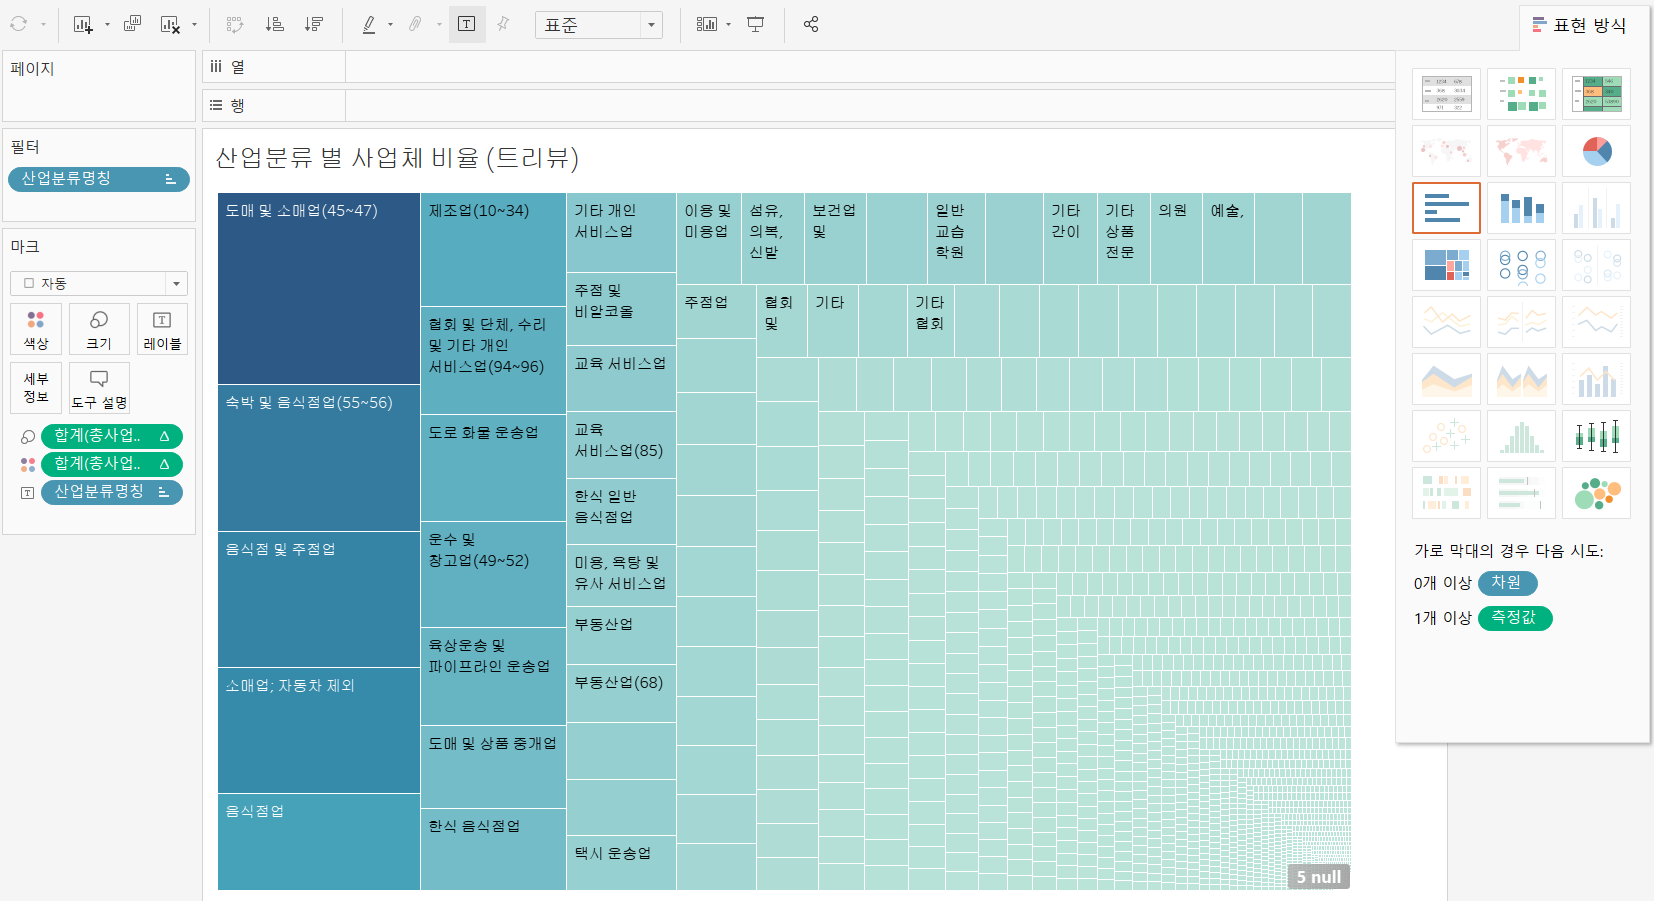 표준
표현 방식
페이지
필터
산업분류명칭
마크
자동
색상
크기
레이블
세부
정보
도구 설명
합계(총사업..
합계(총사업..
산업분류명칭
열
행
산업분류 별 사업체 비율 (트리뷰)
도매 및 소매업(45~47)
숙박 및 음식점업(55~56)
음식점 및 주점업
소매업; 자동차 제외
음식점업
제조업(10~34)
협회 및 단체, 수리
및 기타 개인
서비스업(94~96)
도로 화물 운송업
운수 및
창고업(49~52)
육상운송 및
파이프라인 운송업
도매 및 상품 중개업
한식 음식점업
기타 개인
서비스업
주점 및
비알코올
교육 서비스업
교육
서비스업(85)
한식 일반
음식점업
미용, 욕탕 및
유사 서비스업
부동산업
부동산업(68)
택시 운송업
이용 및
미용업
섬유,
의복,
신발
보건업
및
일반
교습
학원
기타
간이
기타
상품
전문
의원
예술,
주점업
협회
및
기타
기타
협회
5 null
가로 막대의 경우 다음 시도:
0개 이상 차원
1개 이상 측정값